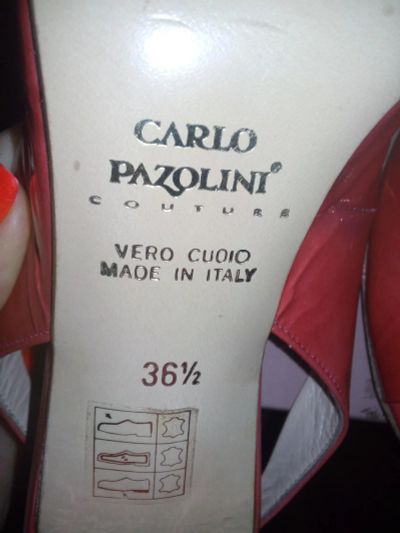 CARLO
PAZOLINI®
COUTURE
VERO CUOIO
MADE IN ITALY
36½